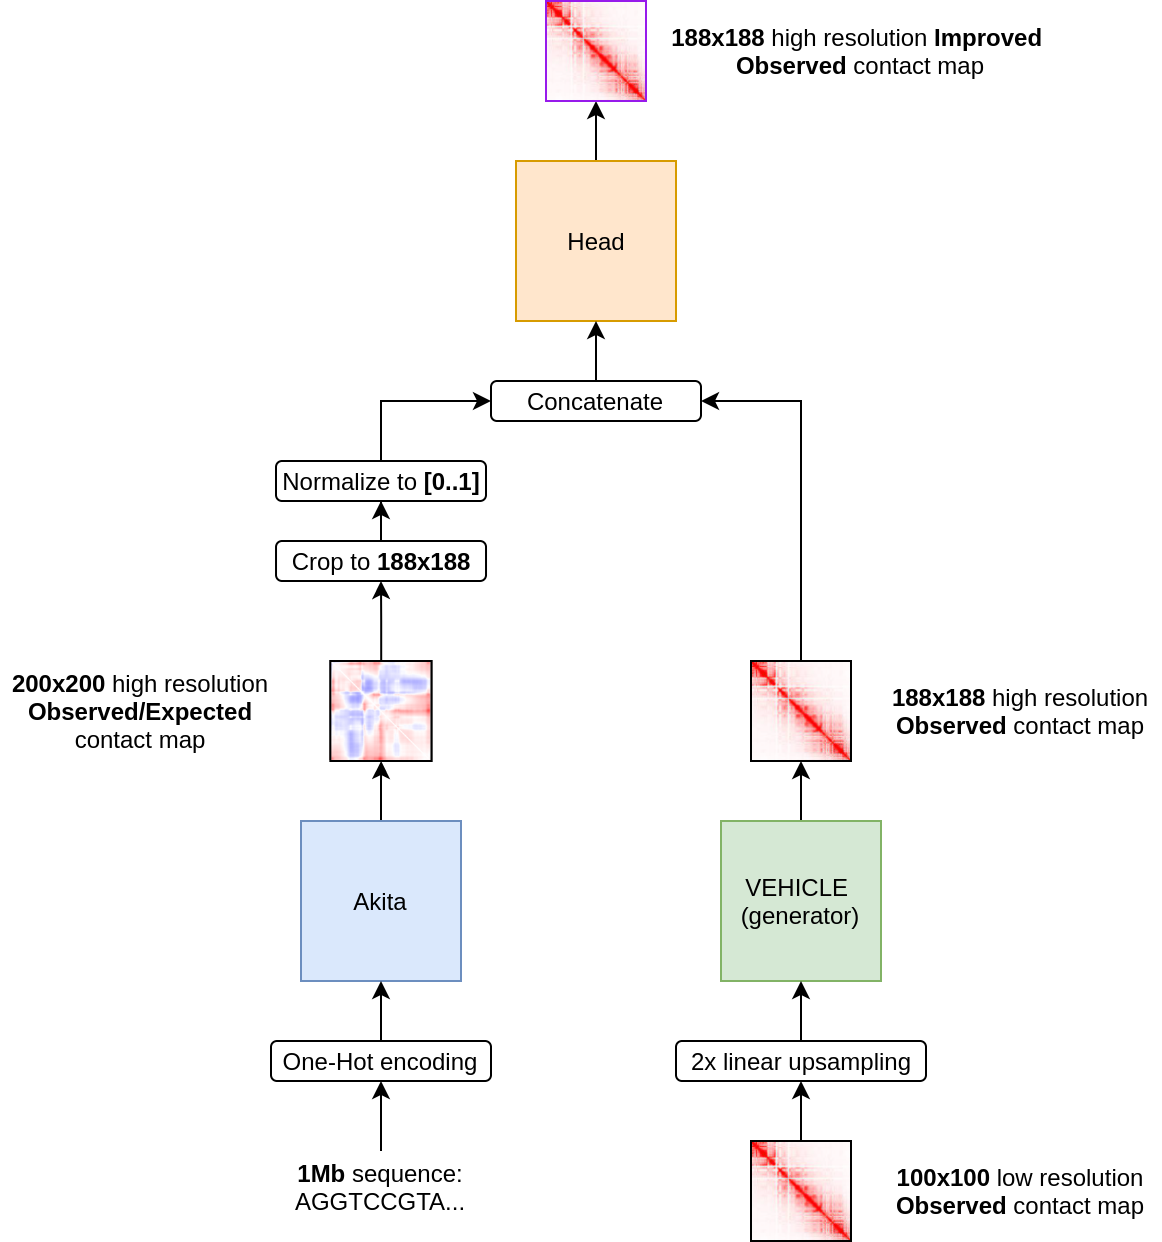 188x188 high resolution Improved
Observed contact map
Head
Concatenate
Normalize to [0..1]
Crop to 188x188
200x200 high resolution
Observed/Expected
contact map
188x188 high resolution
Observed contact map
Akita
VEHICLE
(generator)
One-Hot encoding
2x linear upsampling
1Mb sequence:
AGGTCCGTA...
100x100 low resolution
Observed contact map